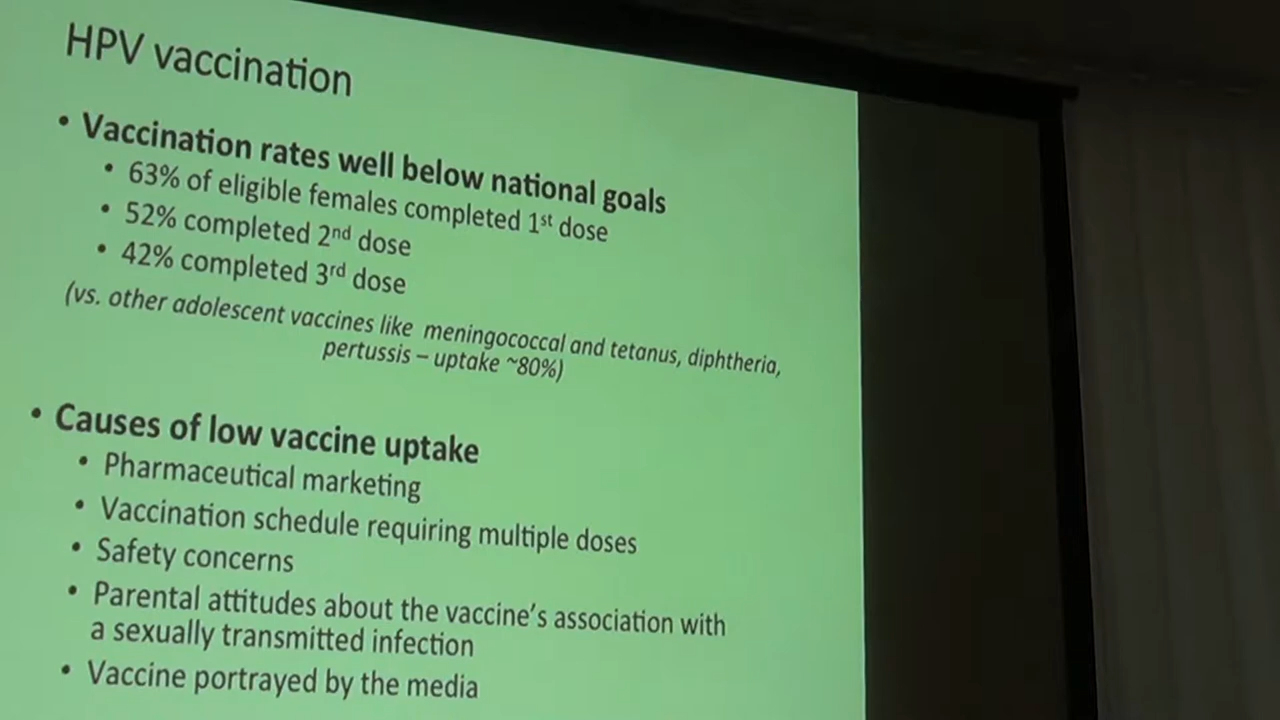 HPV vaccination
• Vaccination rates well below national goals
• 63% of eligible females completed 1st dose
• 52% completed 2nd dose
• 42% completed 3rd dose
(vs. other adolescent vaccines like meningococcal and tetanus, diphtheria,
pertussis – uptake ~80%)
• Causes of low vaccine uptake
• Pharmaceutical marketing
• Vaccination schedule requiring multiple doses
• Safety concerns
• Parental attitudes about the vaccine's association with
a sexually transmitted infection
• Vaccine portrayed by the media